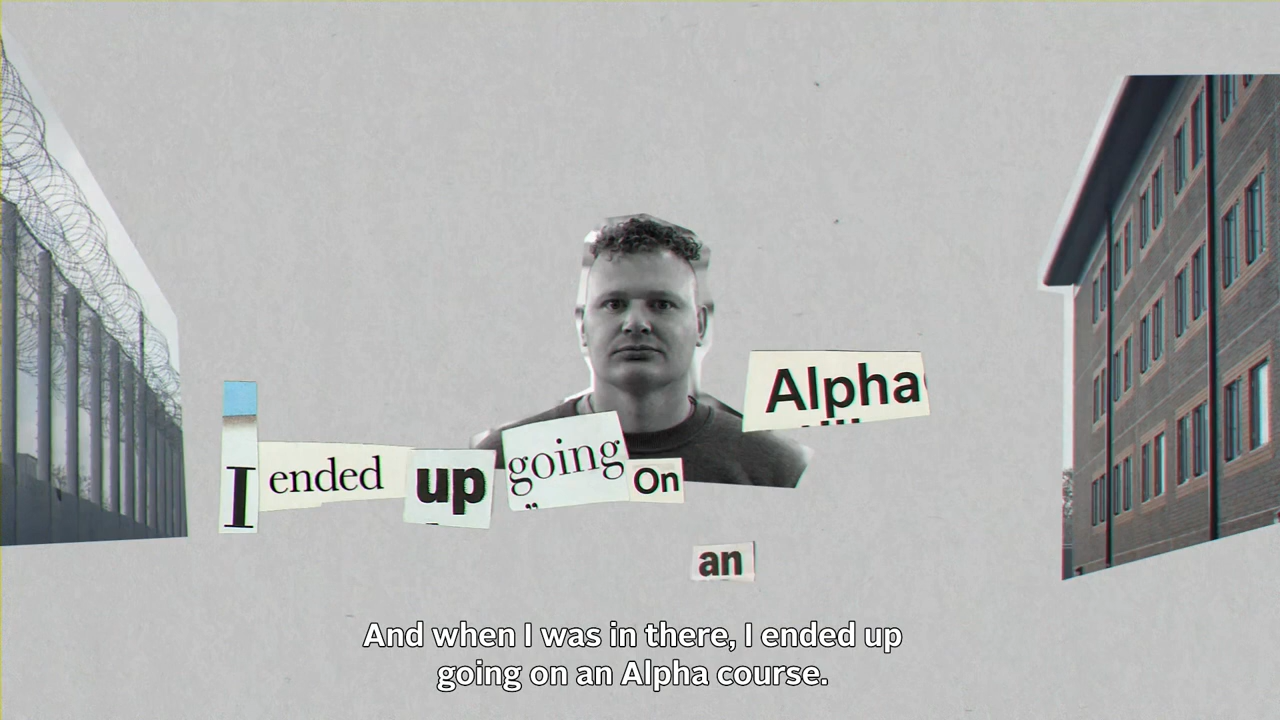 I ended up going On
an
Alpha
And when I was in there, I ended up
going on an Alpha course.